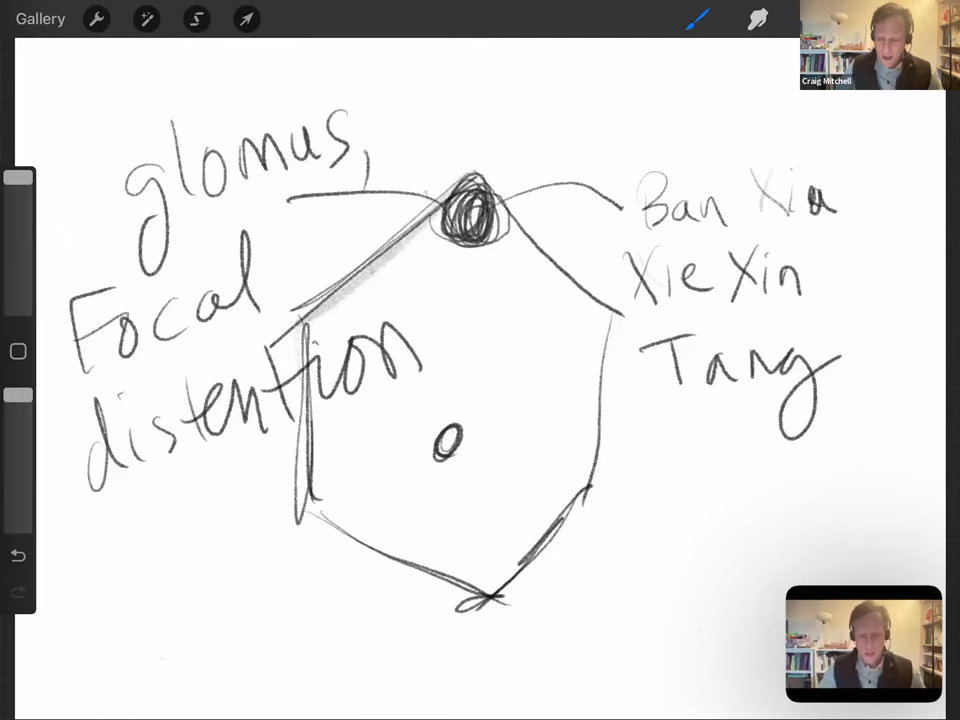 Gallery
Craig Mitchell
glomus,
Focal
distention
Ban Xia
Xie Xin
Tang